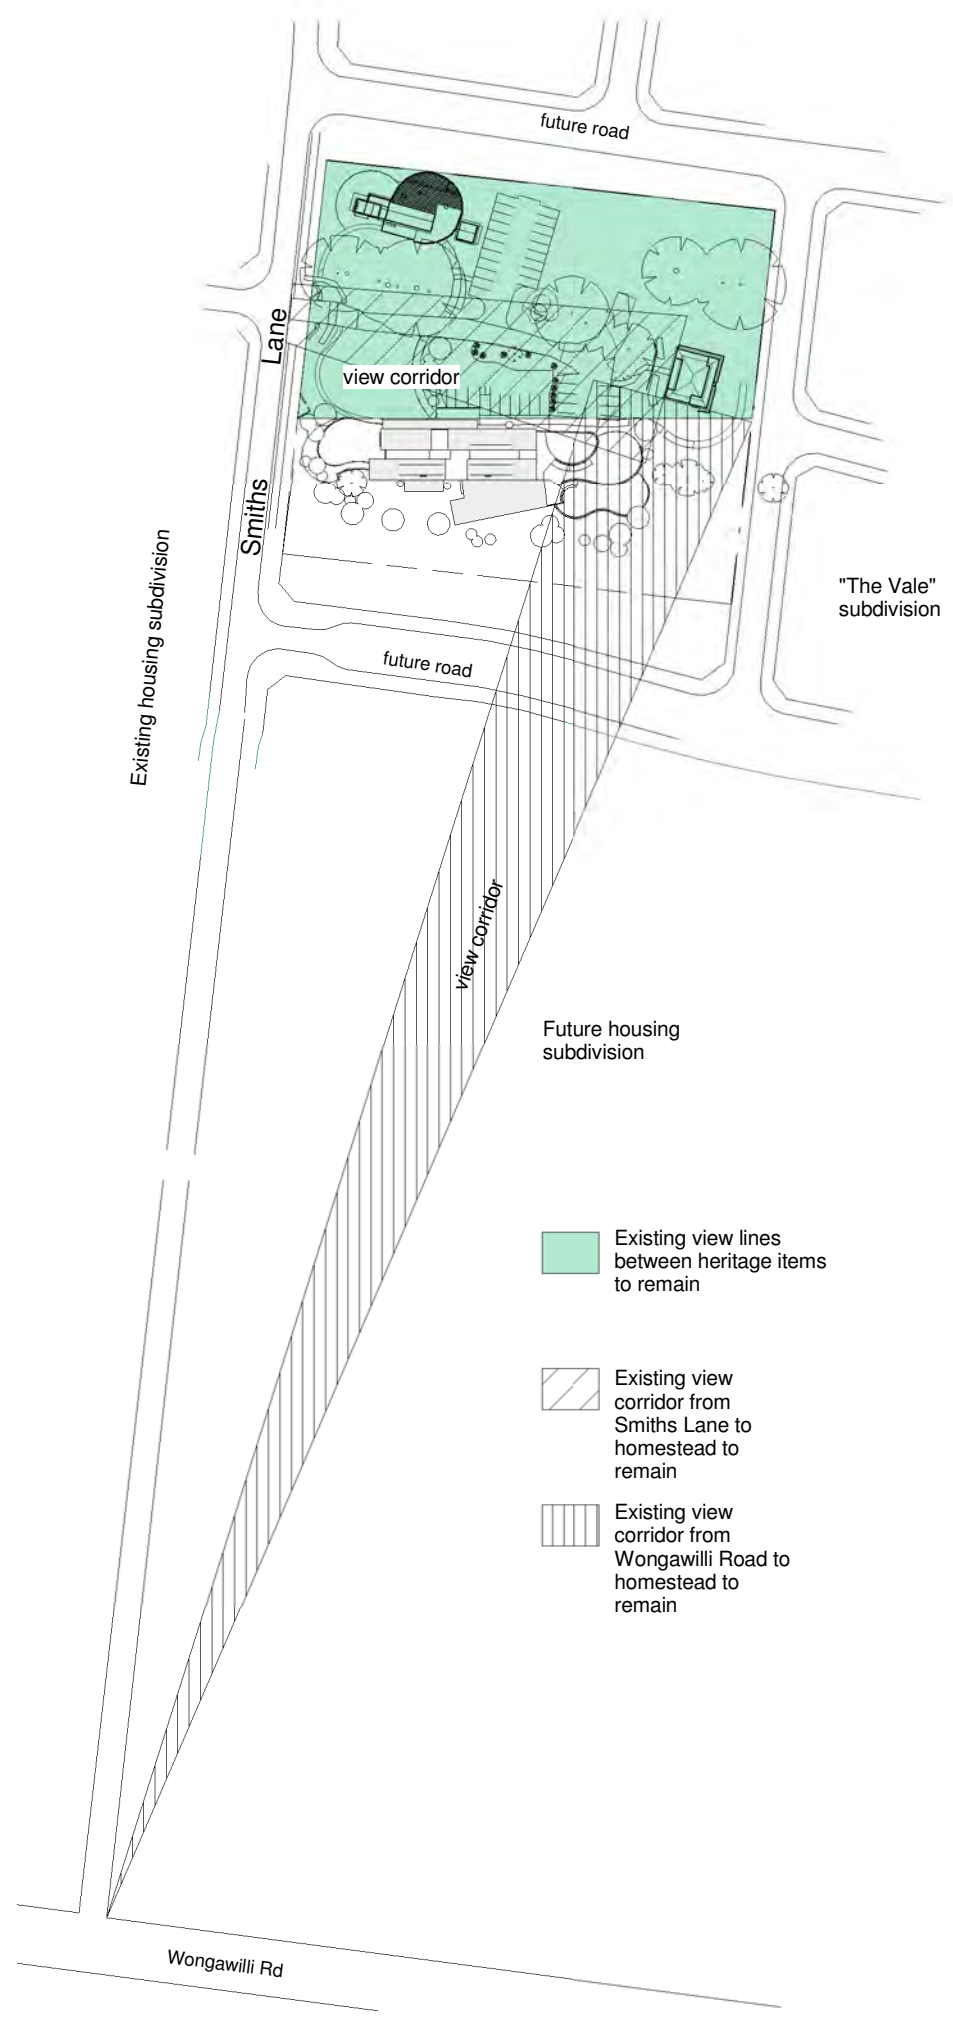 future road
Lane
view corridor
Smiths
Existing housing subdivision
"The Vale"
subdivision
future road
view corridor
Future housing
subdivision
Existing view lines
between heritage items
to remain
Existing view
corridor from
Smiths Lane to
homestead to
remain
Existing view
corridor from
Wongawilli Road to
homestead to
remain
Wongawilli Rd